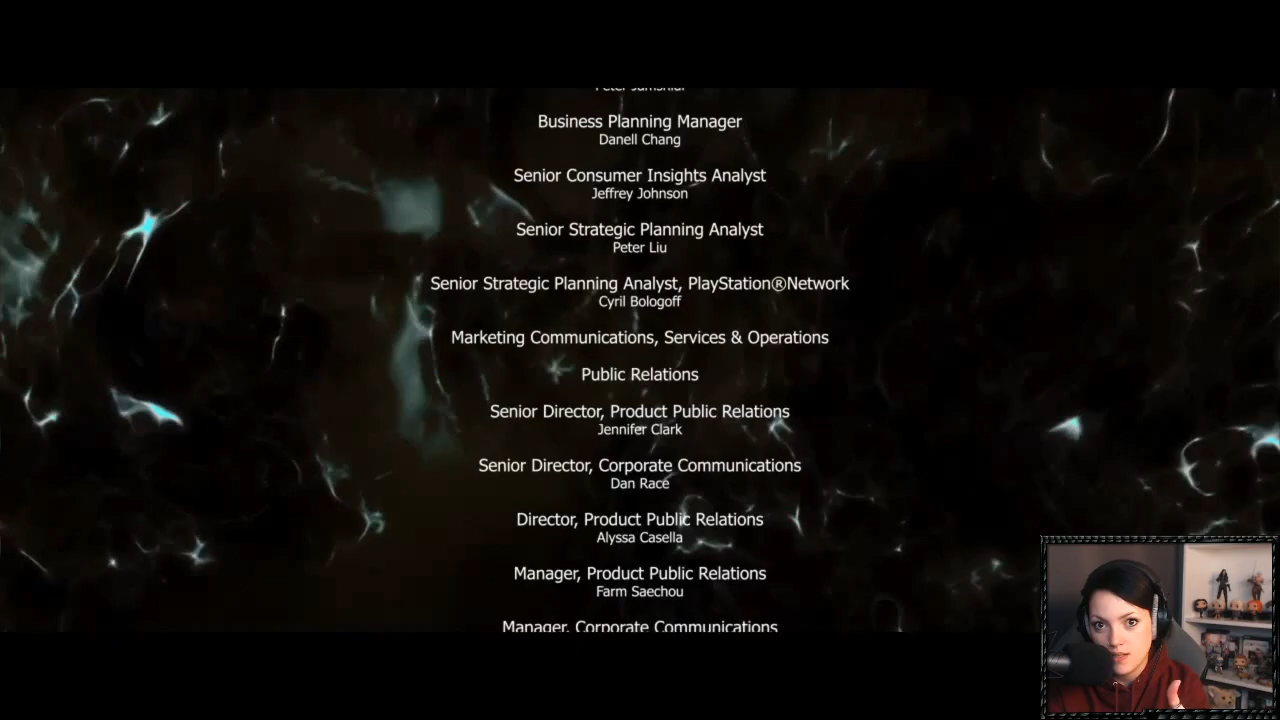 Business Planning Manager
Danell Chang
Senior Consumer Insights Analyst
Jeffrey Johnson
Senior Strategic Planning Analyst
Peter Liu
Senior Strategic Planning Analyst, PlayStation®Network
Cyril Bologoff
Marketing Communications, Services & Operations
Public Relations
Senior Director, Product Public Relations
Jennifer Clark
Senior Director, Corporate Communications
Dan Race
Director, Product Public Relations
Alyssa Casella
Manager, Product Public Relations
Farm Saechou
Manager, Corporate Communications